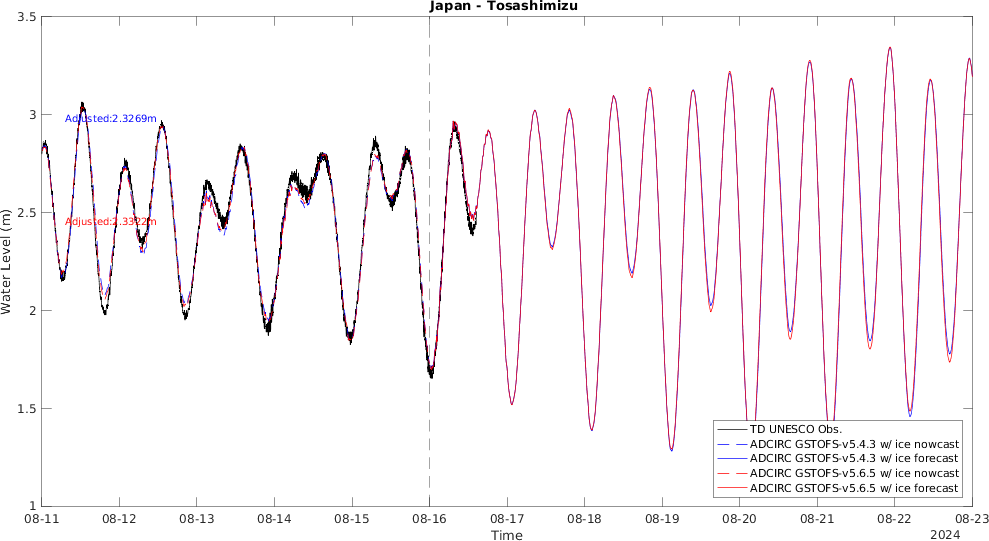 Japan - Tosashimizu
3.5
3
2.5
2
1.5
1
Water Level (m)
Adjusted:2.3269m
Adjusted:2.3322m
TD UNESCO Obs.
ADCIRC GSTOFS-v5.4.3 w/ ice nowcast
ADCIRC GSTOFS-v5.4.3 w/ ice forecast
ADCIRC GSTOFS-v5.6.5 w/ ice nowcast
ADCIRC GSTOFS-v5.6.5 w/ ice forecast
08-11 08-12 08-13 08-14 08-15 08-16 08-17 08-18 08-19 08-20 08-21 08-22 08-23
Time
2024